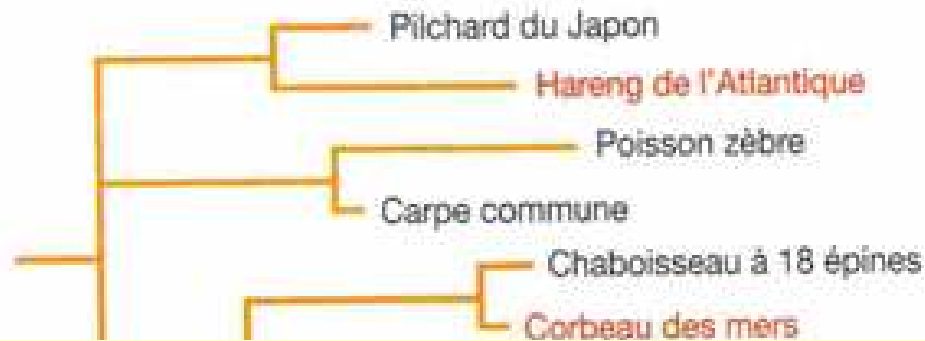 Pilchard du Japon
Hareng de l'Atlantique
Poisson zèbre
Carpe commune
Chaboisseau à 18 épines
Corbeau des mers